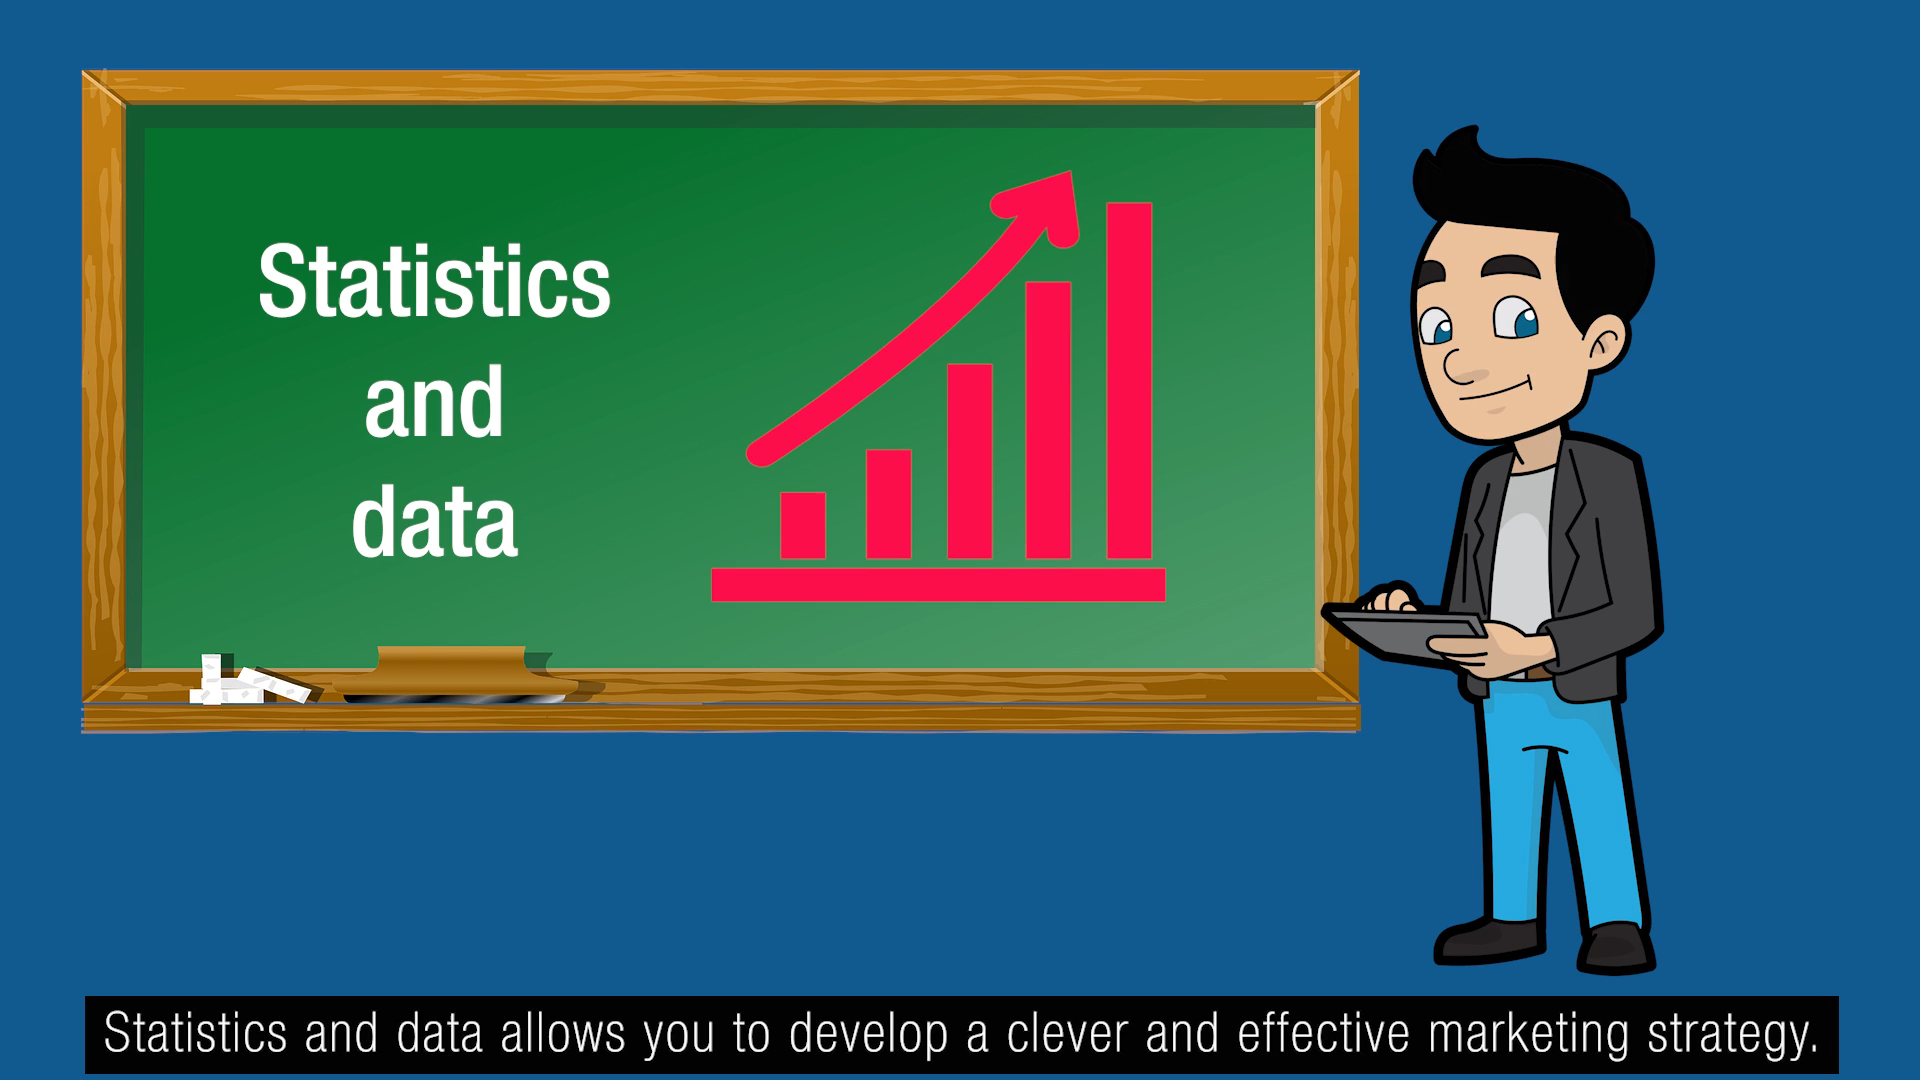 Statistics
and
data
Statistics and data allows you to develop a clever and effective marketing strategy.